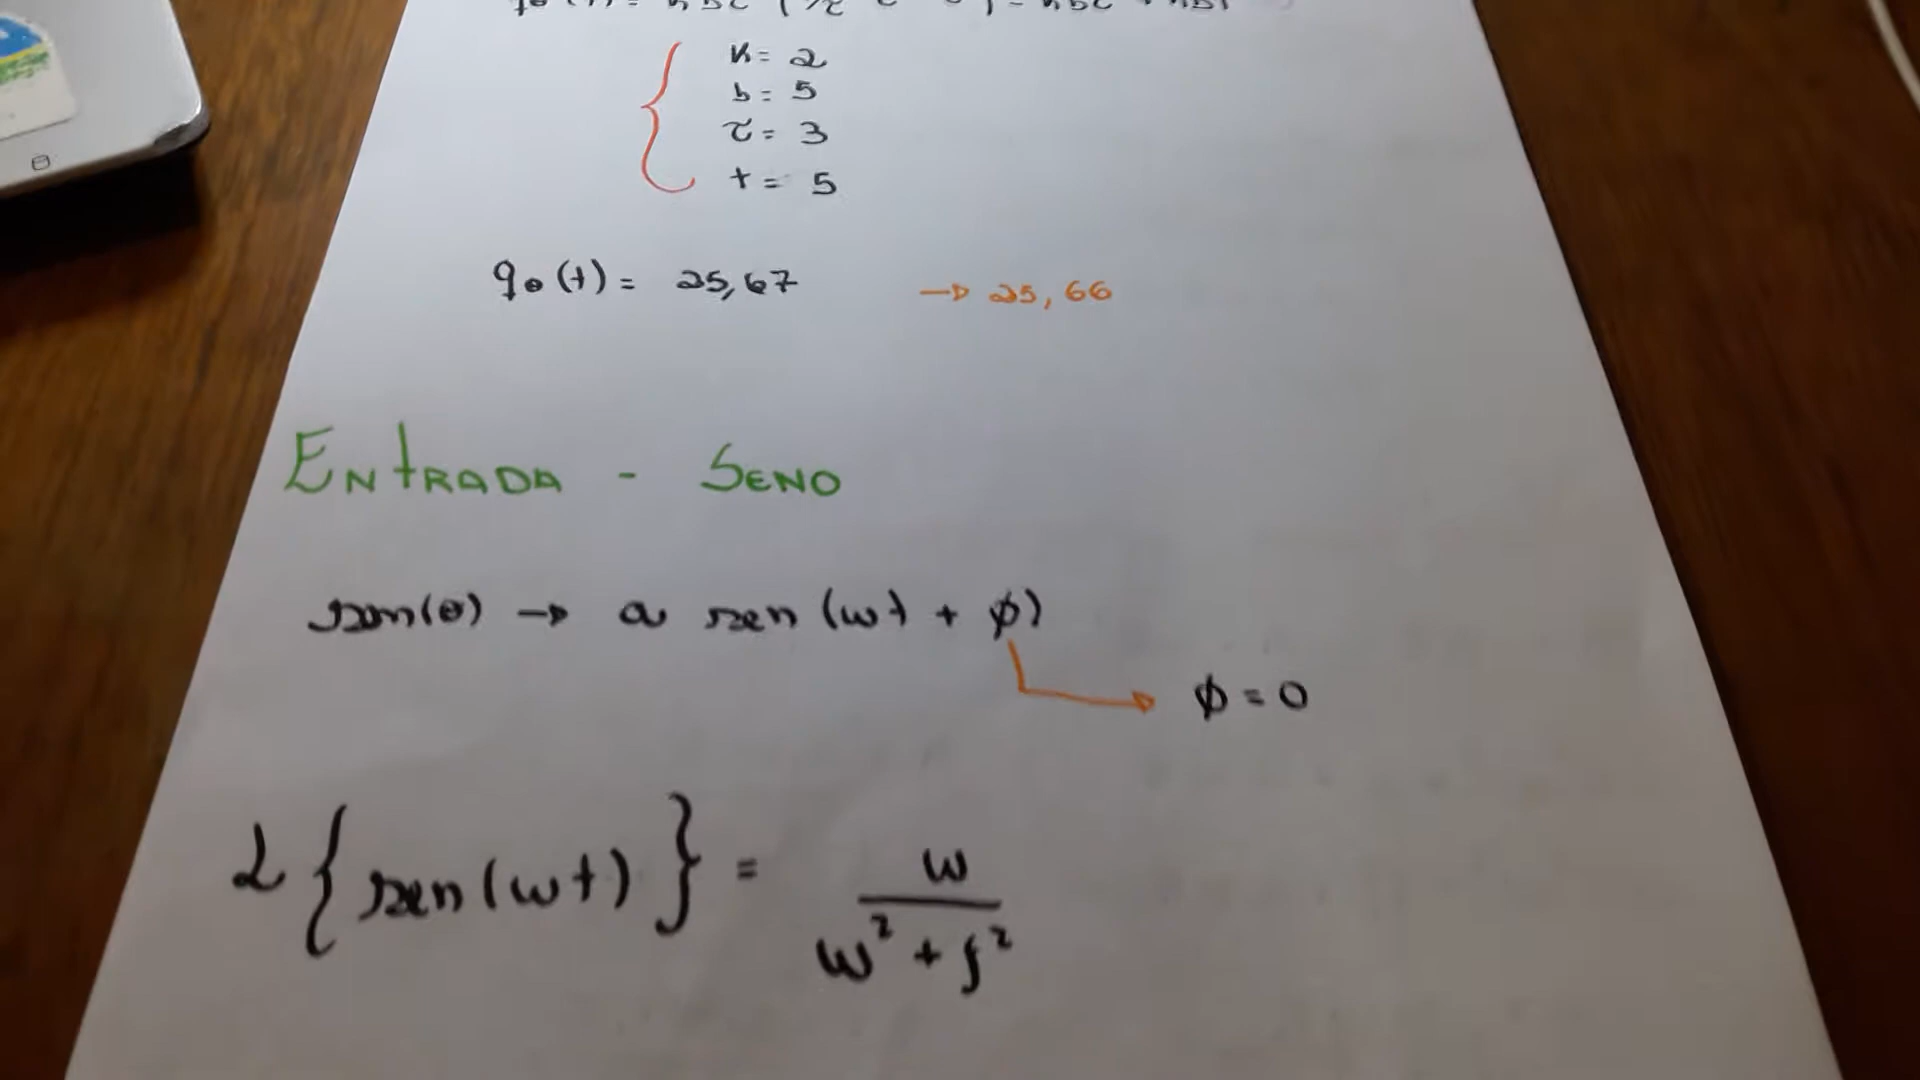 K = 2
b = 5
τ = 3
t = 5
q₀(t) = 25,67 → 25,66
ENTRADA - SENO
sen(θ) → a sen (ωt + φ)
φ = 0
ℒ{sen(ωt)} = ω / (ω² + s²)